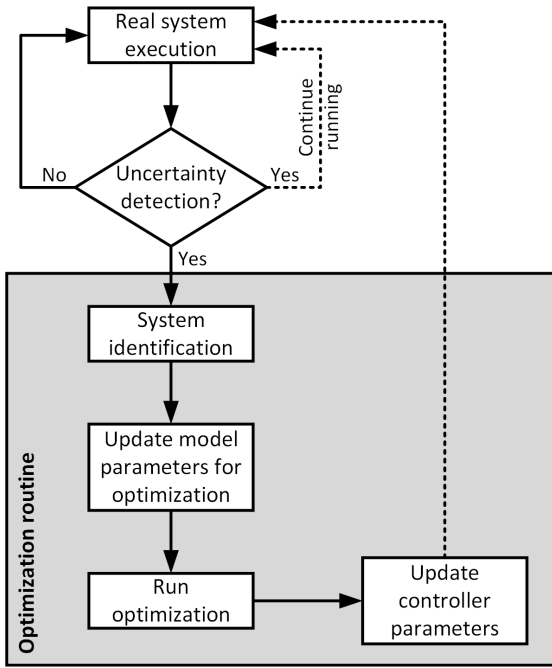 Real system
execution
Continue
running
Uncertainty
detection?
No
Yes
Yes
System
identification
Update model
parameters for
optimization
Run
optimization
Update
controller
parameters
Optimization routine